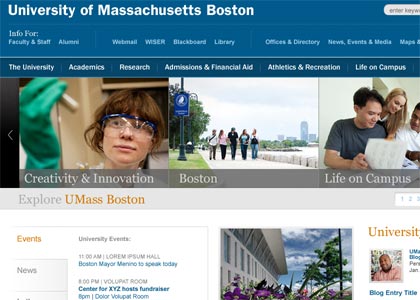 University of Massachusetts Boston
enter keyw
Info For:
Faculty & Staff Alumni Webmail WISER Blackboard Library Offices & Directory News, Events & Media Maps &
The University Academics Research Admissions & Financial Aid Athletics & Recreation Life on Campus
Creativity & Innovation Boston Life on Campus
Explore UMass Boston
1 2
Events
University Events:
University
11:00 AM | LOREM IPSUM HALL
Boston Mayor Menino to speak today
News
8:00 PM | VOLUPAT ROOM
Center for XYZ hosts fundraiser
8pm | Dolor Volupat Room
UMa
Blog
Pers
Jan
Blog Entry Title